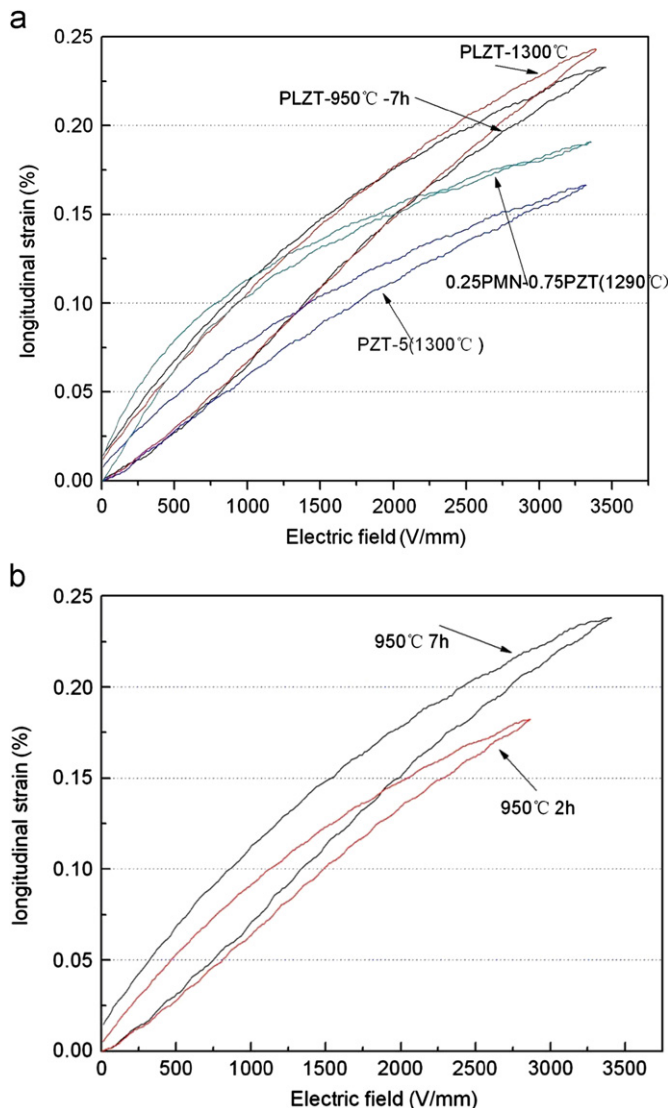 a
0.25
0.20
0.15
0.10
0.05
0.00
longitudinal strain (%)
PLZT-1300℃
PLZT-950℃ -7h
0.25PMN-0.75PZT(1290℃)
PZT-5(1300℃ )
0 500 1000 1500 2000 2500 3000 3500
Electric field (V/mm)
b
0.25
0.20
0.15
0.10
0.05
0.00
longitudinal strain (%)
950℃ 7h
950℃ 2h
0 500 1000 1500 2000 2500 3000 3500
Electric field (V/mm)